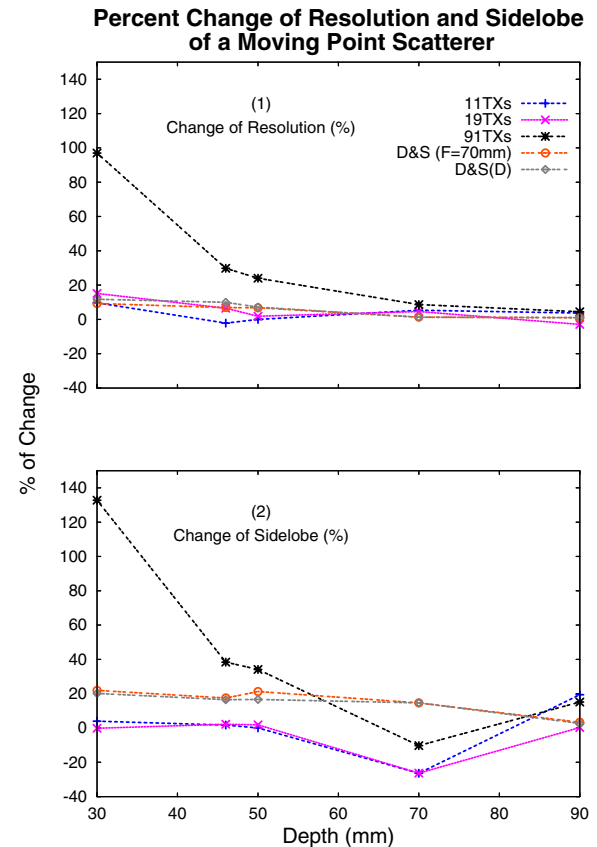 Percent Change of Resolution and Sidelobe
of a Moving Point Scatterer
140
120
100
80
60
40
20
0
-20
-40
(1)
Change of Resolution (%)
11TXs
19TXs
91TXs
D&S (F=70mm)
D&S(D)
% of Change
140
120
100
80
60
40
20
0
-20
-40
(2)
Change of Sidelobe (%)
30 40 50 60 70 80 90
Depth (mm)